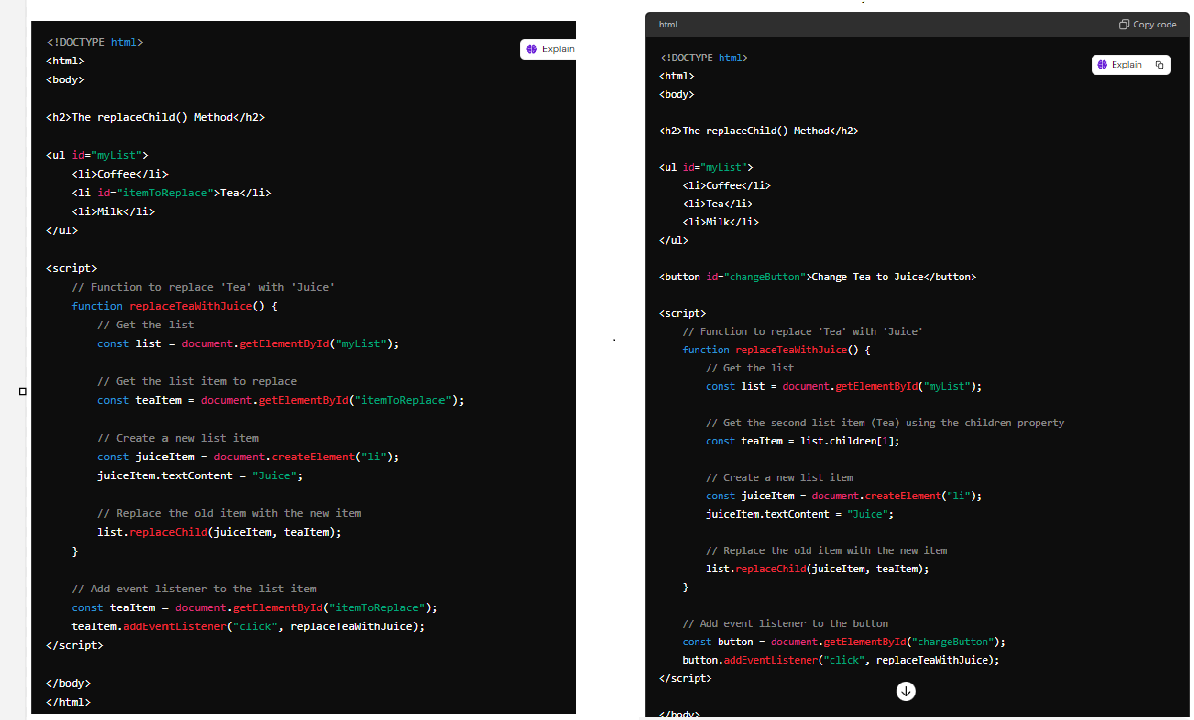 <!DOCTYPE html>
Explain
<html>
<body>
<h2>The replaceChild() Method</h2>
<ul id="myList">
<li>Coffee</li>
<li id="itemToReplace">Tea</li>
<li>Milk</li>
</ul>
<script>
// Function to replace 'Tea' with 'Juice'
function replaceTeaWithJuice() {
// Get the list
const list = document.getElementById("myList");
// Get the list item to replace
const teaItem = document.getElementById("itemToReplace");
// Create a new list item
const juiceItem = document.createElement("li");
juiceItem.textContent = "Juice";
// Replace the old item with the new item
list.replaceChild(juiceItem, teaItem);
}
// Add event listener to the list item
const teaItem = document.getElementById("itemToReplace");
teaItem.addEventListener("click", replaceTeaWithJuice);
</script>
</body>
</html>
html
Copy code
<!DOCTYPE html>
Explain
<html>
<body>
<h2>The replaceChild() Method</h2>
<ul id="myList">
<li>Coffee</li>
<li>Tea</li>
<li>Milk</li>
</ul>
<button id="changeButton">Change Tea to Juice</button>
<script>
// Function to replace 'Tea' with 'Juice'
function replaceTeaWithJuice() {
// Get the list
const list = document.getElementById("myList");
// Get the second list item (Tea) using the children property
const teaItem = list.children[1];
// Create a new list item
const juiceItem = document.createElement("li");
juiceItem.textContent = "Juice";
// Replace the old item with the new item
list.replaceChild(juiceItem, teaItem);
}
// Add event listener to the button
const button = document.getElementById("changeButton");
button.addEventListener("click", replaceTeaWithJuice);
</script>
</body>